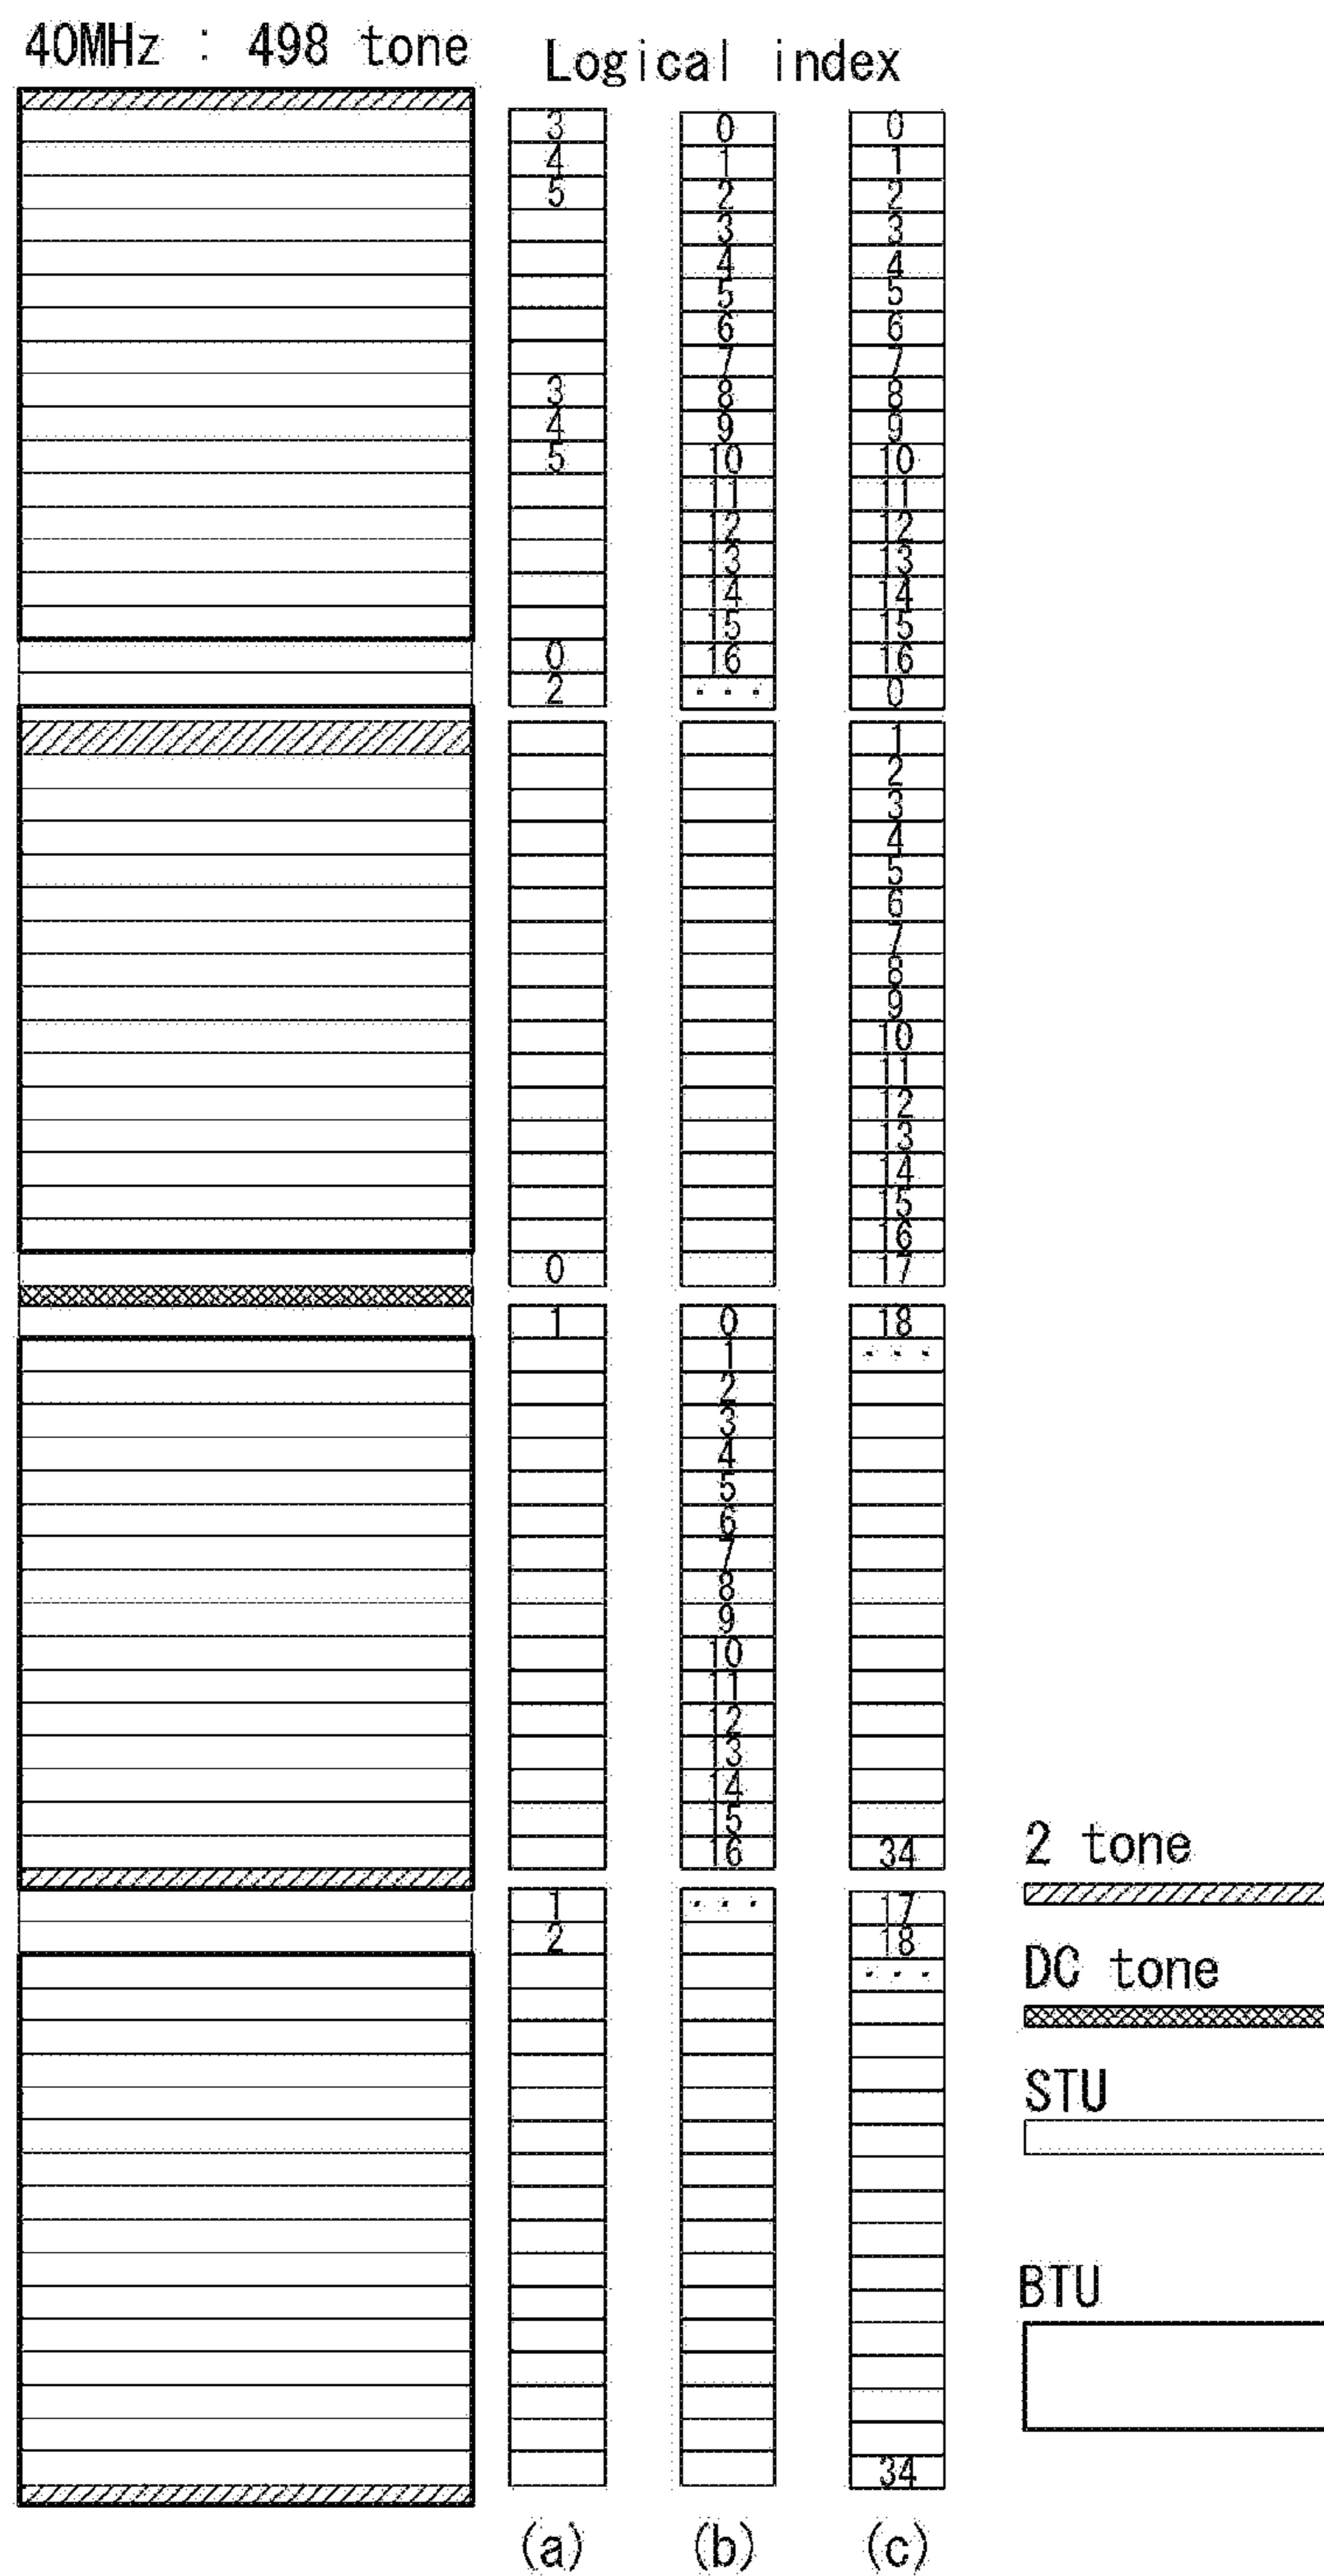 40MHz : 498 tone
Logical index
3 0 0
4 1 1
5 2 2
3 3
4 4
5 5
6 6
7 7
3 8 8
4 9 9
5 10 10
11 11
12 12
13 13
14 14
15 15
0 16 16
2 ... 0
1
2
3
4
5
6
7
8
9
10
11
12
13
14
15
16
0 17
1 0 18
1 ...
2
3
4
5
6
7
8
9
10
11
12
13
14
15
16 34
1 ... 17
2 18
...
34
2 tone
DC tone
STU
BTU
(a) (b) (c)